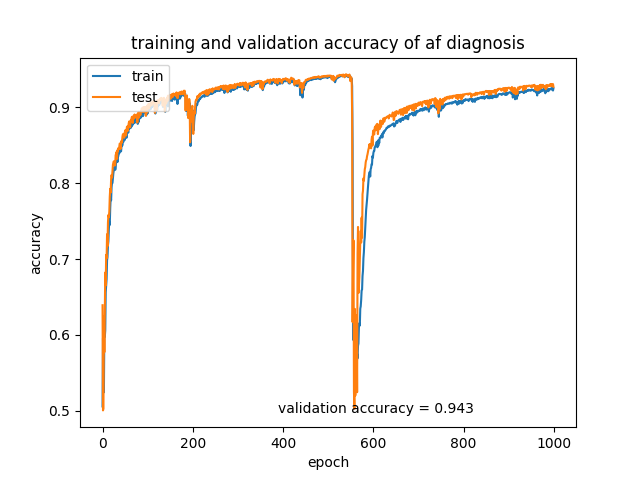 training and validation accuracy of af diagnosis
train
test
accuracy
0.9
0.8
0.7
0.6
0.5
validation accuracy = 0.943
0 200 400 600 800 1000
epoch